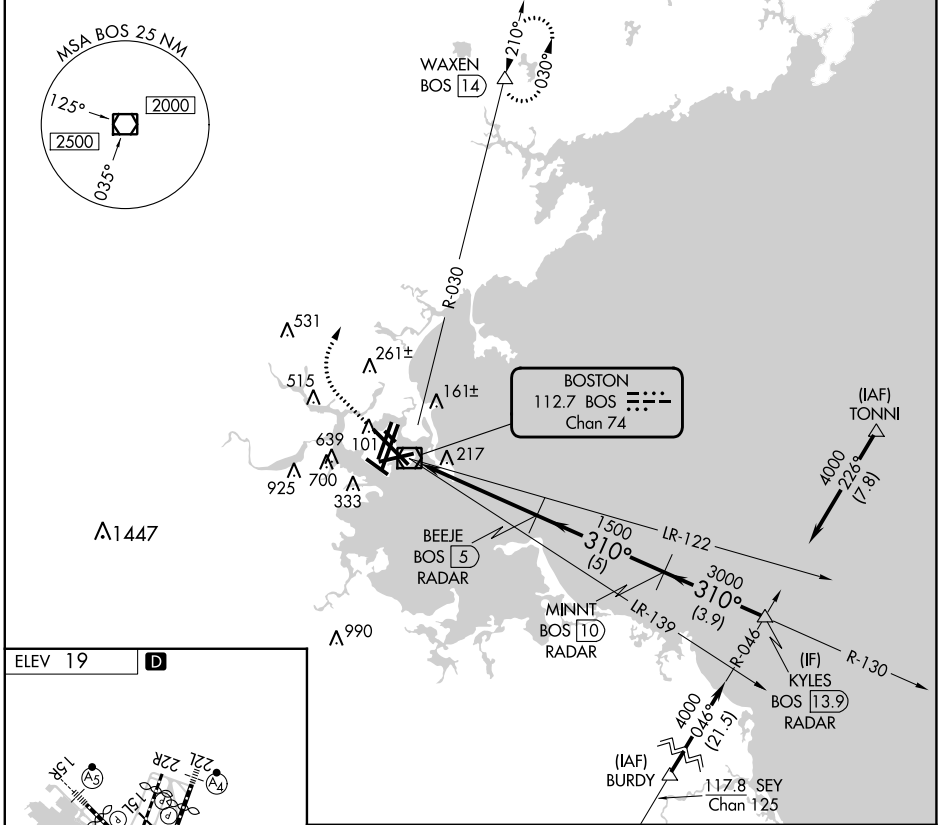 MSA BOS 25 NM
125°
2000
2500
035°
WAXEN
BOS 14
210°
030°
R-030
531
261±
515
161±
BOSTON
112.7 BOS
Chan 74
(IAF)
TONNI
4000
226°
(7.8)
101
639
217
700
925
333
1447
BEEJE
BOS 5
RADAR
1500
310°
(5)
LR-122
3000
310°
(3.9)
MINNT
BOS 10
RADAR
LR-139
990
R-046
R-130
(IF)
KYLES
BOS 13.9
RADAR
4000
046°
(21.5)
(IAF)
BURDY
117.8 SEY
Chan 125
ELEV 19
D
15R
A5
22R
22L
A4
15L
P
P
P